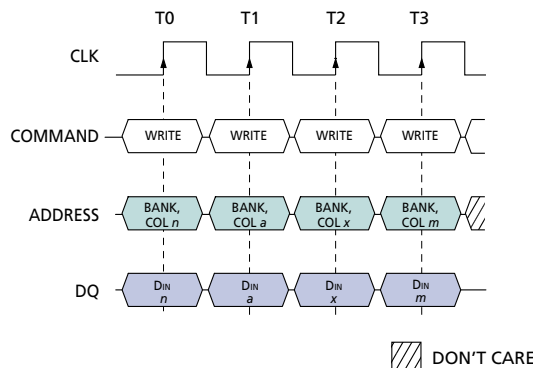 T0 T1 T2 T3
CLK
COMMAND WRITE WRITE WRITE WRITE
BANK, BANK, BANK, BANK,
ADDRESS
COL n COL a COL x COL m
DIN DIN DIN DIN
DQ
n a x m
DON'T CARE